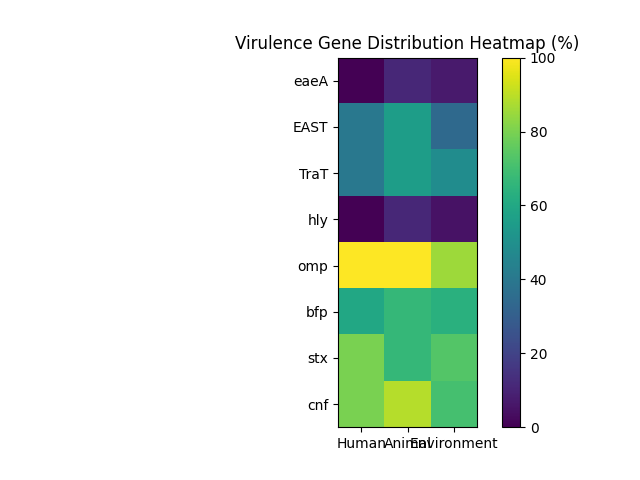 Virulence Gene Distribution Heatmap (%)
eaeA
EAST
TraT
hly
omp
bfp
stx
cnf
Human Animal Environment
100
80
60
40
20
0